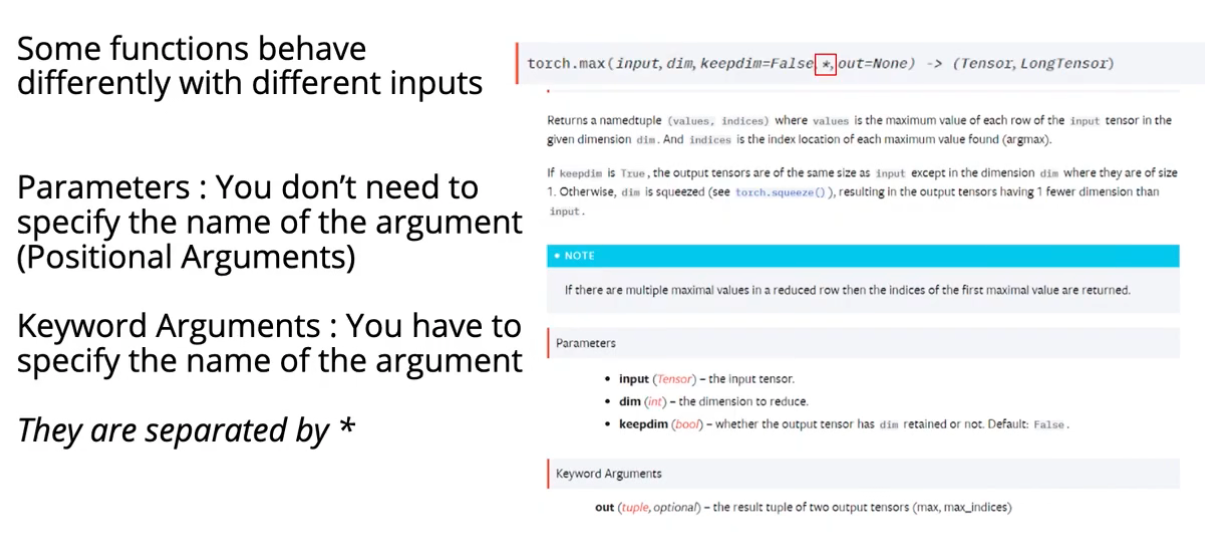 Some functions behave
differently with different inputs
Parameters : You don't need to
specify the name of the argument
(Positional Arguments)
Keyword Arguments : You have to
specify the name of the argument
They are separated by *
torch.max(input, dim, keepdim=False, *, out=None) -> (Tensor, LongTensor)
Returns a namedtuple (values, indices) where values is the maximum value of each row of the input tensor in the
given dimension dim. And indices is the index location of each maximum value found (argmax).
If keepdim is True, the output tensors are of the same size as input except in the dimension dim where they are of size
1. Otherwise, dim is squeezed (see torch.squeeze()), resulting in the output tensors having 1 fewer dimension than
input.
NOTE
If there are multiple maximal values in a reduced row then the indices of the first maximal value are returned.
Parameters
• input (Tensor) – the input tensor.
• dim (int) – the dimension to reduce.
• keepdim (bool) – whether the output tensor has dim retained or not. Default: False.
Keyword Arguments
out (tuple, optional) – the result tuple of two output tensors (max, max_indices)